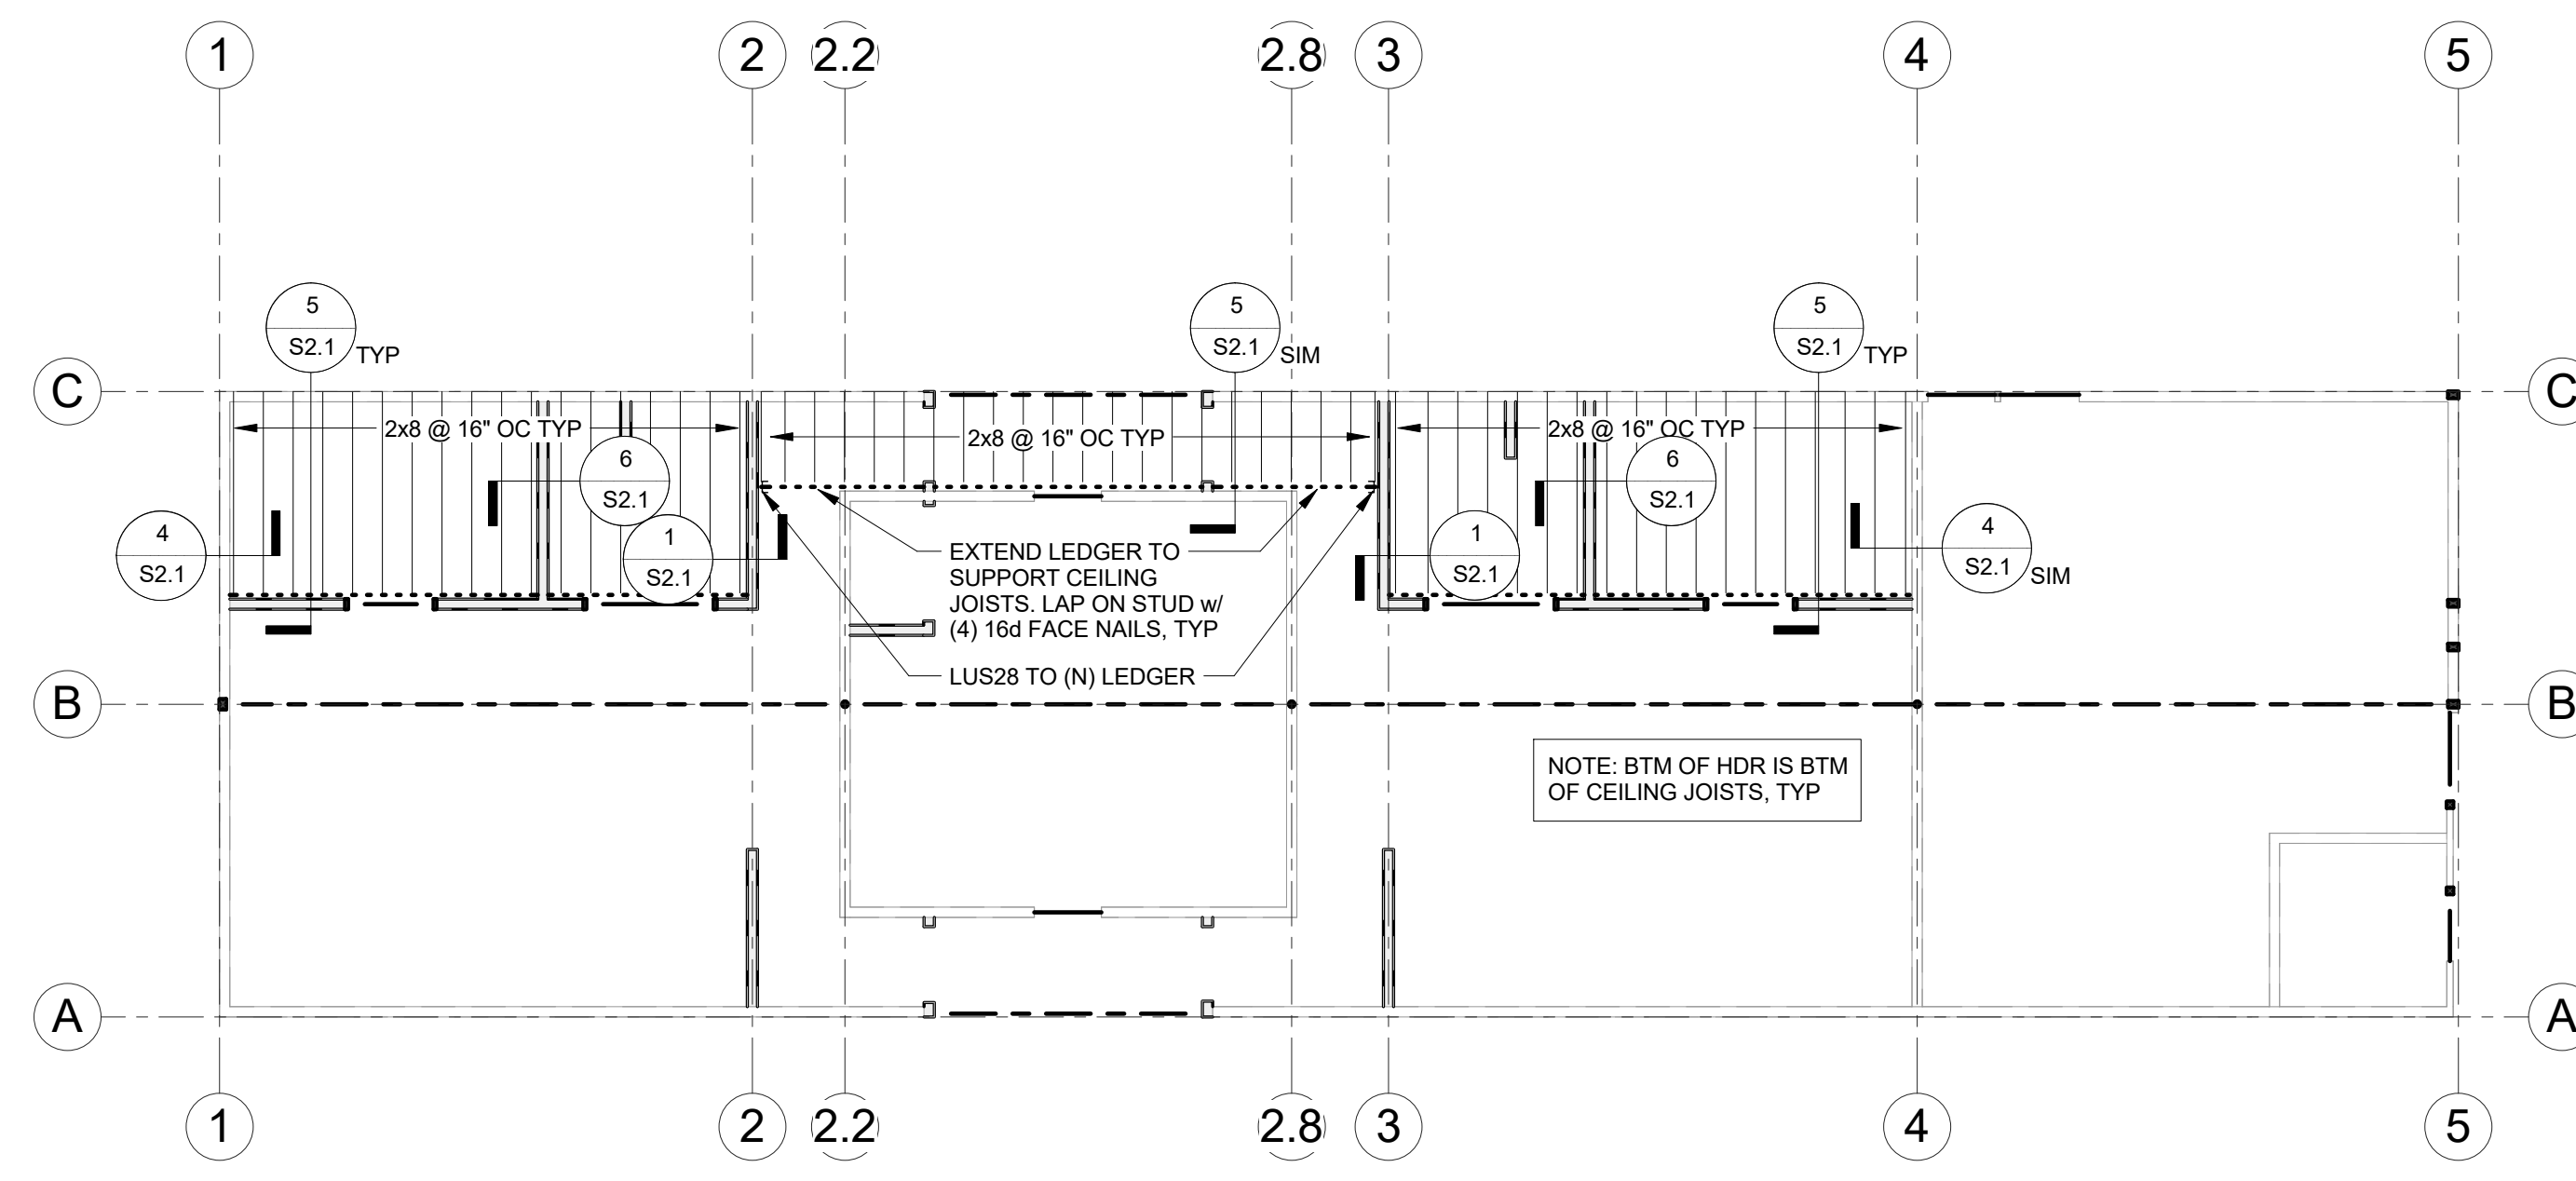 1 2 2.2 2.8 3 4 5
5
S2.1 TYP
5
S2.1 SIM
5
S2.1 TYP
C C
2x8 @ 16" OC TYP
2x8 @ 16" OC TYP
2x8 @ 16" OC TYP
6
S2.1
6
S2.1
4
S2.1
1
S2.1
1
S2.1
4
S2.1 SIM
EXTEND LEDGER TO
SUPPORT CEILING
JOISTS. LAP ON STUD w/
(4) 16d FACE NAILS, TYP
LUS28 TO (N) LEDGER
B B
NOTE: BTM OF HDR IS BTM
OF CEILING JOISTS, TYP
A A
1 2 2.2 2.8 3 4 5